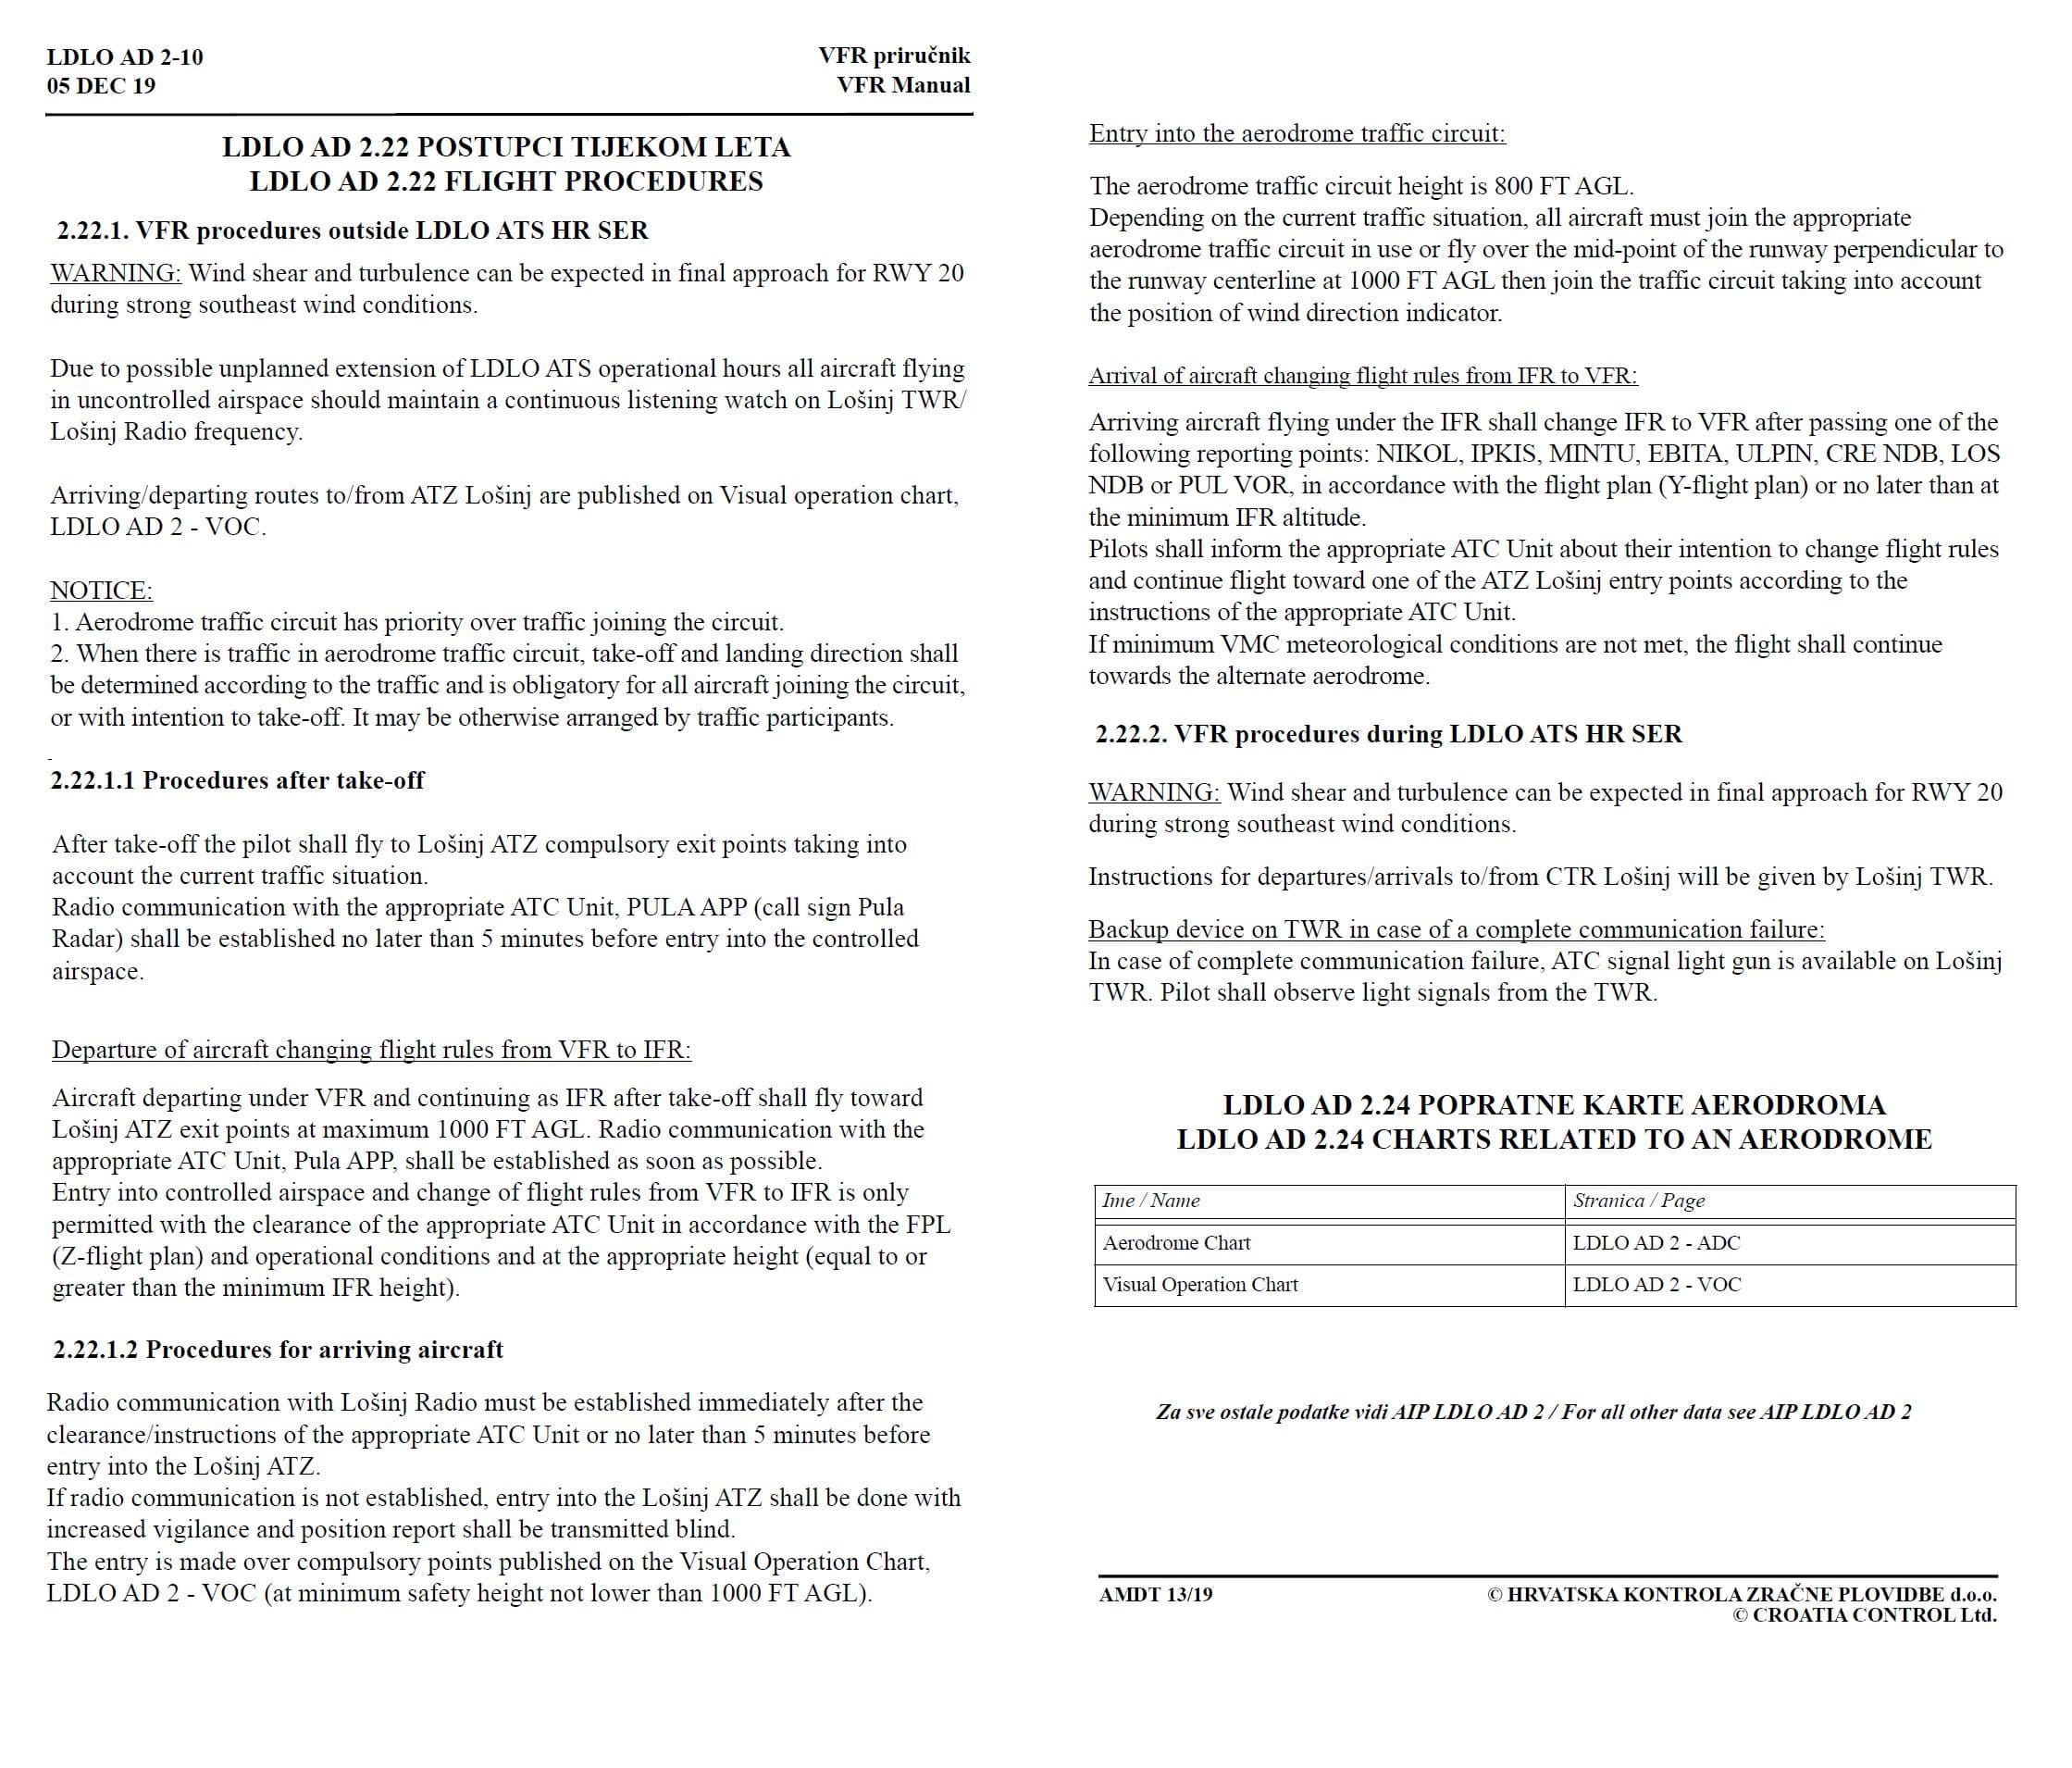 LDLO AD 2-10
05 DEC 19
VFR priručnik
VFR Manual
LDLO AD 2.22 POSTUPCI TIJEKOM LETA
LDLO AD 2.22 FLIGHT PROCEDURES
2.22.1. VFR procedures outside LDLO ATS HR SER
WARNING: Wind shear and turbulence can be expected in final approach for RWY 20
during strong southeast wind conditions.
Due to possible unplanned extension of LDLO ATS operational hours all aircraft flying
in uncontrolled airspace should maintain a continuous listening watch on Lošinj TWR/
Lošinj Radio frequency.
Arriving/departing routes to/from ATZ Lošinj are published on Visual operation chart,
LDLO AD 2 - VOC.
NOTICE:
1. Aerodrome traffic circuit has priority over traffic joining the circuit.
2. When there is traffic in aerodrome traffic circuit, take-off and landing direction shall
be determined according to the traffic and is obligatory for all aircraft joining the circuit,
or with intention to take-off. It may be otherwise arranged by traffic participants.
2.22.1.1 Procedures after take-off
After take-off the pilot shall fly to Lošinj ATZ compulsory exit points taking into
account the current traffic situation.
Radio communication with the appropriate ATC Unit, PULA APP (call sign Pula
Radar) shall be established no later than 5 minutes before entry into the controlled
airspace.
Departure of aircraft changing flight rules from VFR to IFR:
Aircraft departing under VFR and continuing as IFR after take-off shall fly toward
Lošinj ATZ exit points at maximum 1000 FT AGL. Radio communication with the
appropriate ATC Unit, Pula APP, shall be established as soon as possible.
Entry into controlled airspace and change of flight rules from VFR to IFR is only
permitted with the clearance of the appropriate ATC Unit in accordance with the FPL
(Z-flight plan) and operational conditions and at the appropriate height (equal to or
greater than the minimum IFR height).
2.22.1.2 Procedures for arriving aircraft
Radio communication with Lošinj Radio must be established immediately after the
clearance/instructions of the appropriate ATC Unit or no later than 5 minutes before
entry into the Lošinj ATZ.
If radio communication is not established, entry into the Lošinj ATZ shall be done with
increased vigilance and position report shall be transmitted blind.
The entry is made over compulsory points published on the Visual Operation Chart,
LDLO AD 2 - VOC (at minimum safety height not lower than 1000 FT AGL).
Entry into the aerodrome traffic circuit:
The aerodrome traffic circuit height is 800 FT AGL.
Depending on the current traffic situation, all aircraft must join the appropriate
aerodrome traffic circuit in use or fly over the mid-point of the runway perpendicular to
the runway centerline at 1000 FT AGL then join the traffic circuit taking into account
the position of wind direction indicator.
Arrival of aircraft changing flight rules from IFR to VFR:
Arriving aircraft flying under the IFR shall change IFR to VFR after passing one of the
following reporting points: NIKOL, IPKIS, MINTU, EBITA, ULPIN, CRE NDB, LOS
NDB or PUL VOR, in accordance with the flight plan (Y-flight plan) or no later than at
the minimum IFR altitude.
Pilots shall inform the appropriate ATC Unit about their intention to change flight rules
and continue flight toward one of the ATZ Lošinj entry points according to the
instructions of the appropriate ATC Unit.
If minimum VMC meteorological conditions are not met, the flight shall continue
towards the alternate aerodrome.
2.22.2. VFR procedures during LDLO ATS HR SER
WARNING: Wind shear and turbulence can be expected in final approach for RWY 20
during strong southeast wind conditions.
Instructions for departures/arrivals to/from CTR Lošinj will be given by Lošinj TWR.
Backup device on TWR in case of a complete communication failure:
In case of complete communication failure, ATC signal light gun is available on Lošinj
TWR. Pilot shall observe light signals from the TWR.
LDLO AD 2.24 POPRATNE KARTE AERODROMA
LDLO AD 2.24 CHARTS RELATED TO AN AERODROME
Ime / Name Stranica / Page
Aerodrome Chart LDLO AD 2 - ADC
Visual Operation Chart LDLO AD 2 - VOC
Za sve ostale podatke vidi AIP LDLO AD 2 / For all other data see AIP LDLO AD 2
AMDT 13/19 © HRVATSKA KONTROLA ZRAČNE PLOVIDBE d.o.o.
© CROATIA CONTROL Ltd.